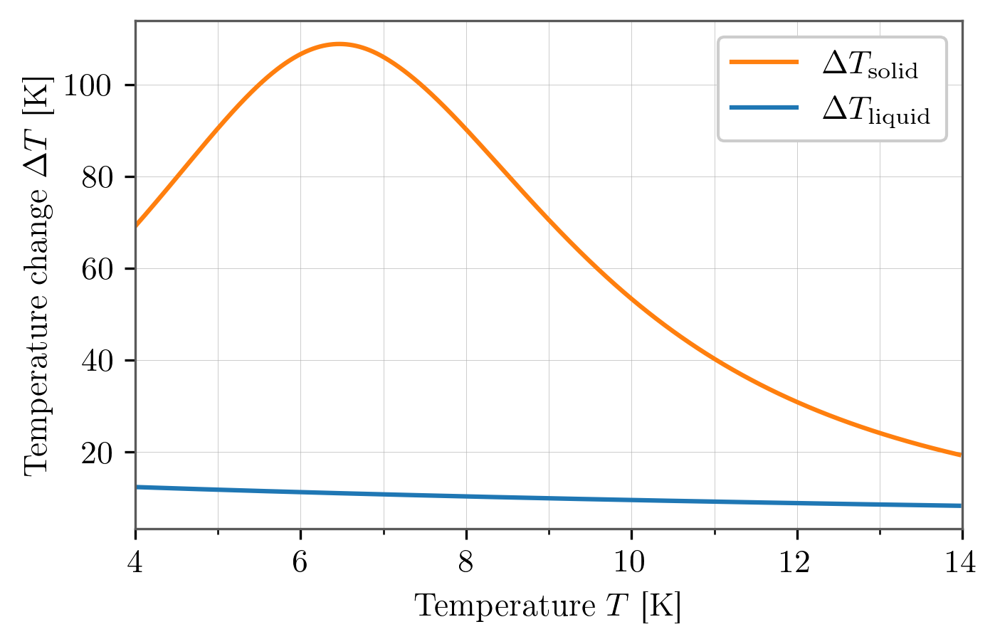 Temperature change ΔT [K]
100
80
60
40
20
ΔT_solid
ΔT_liquid
4 6 8 10 12 14
Temperature T [K]